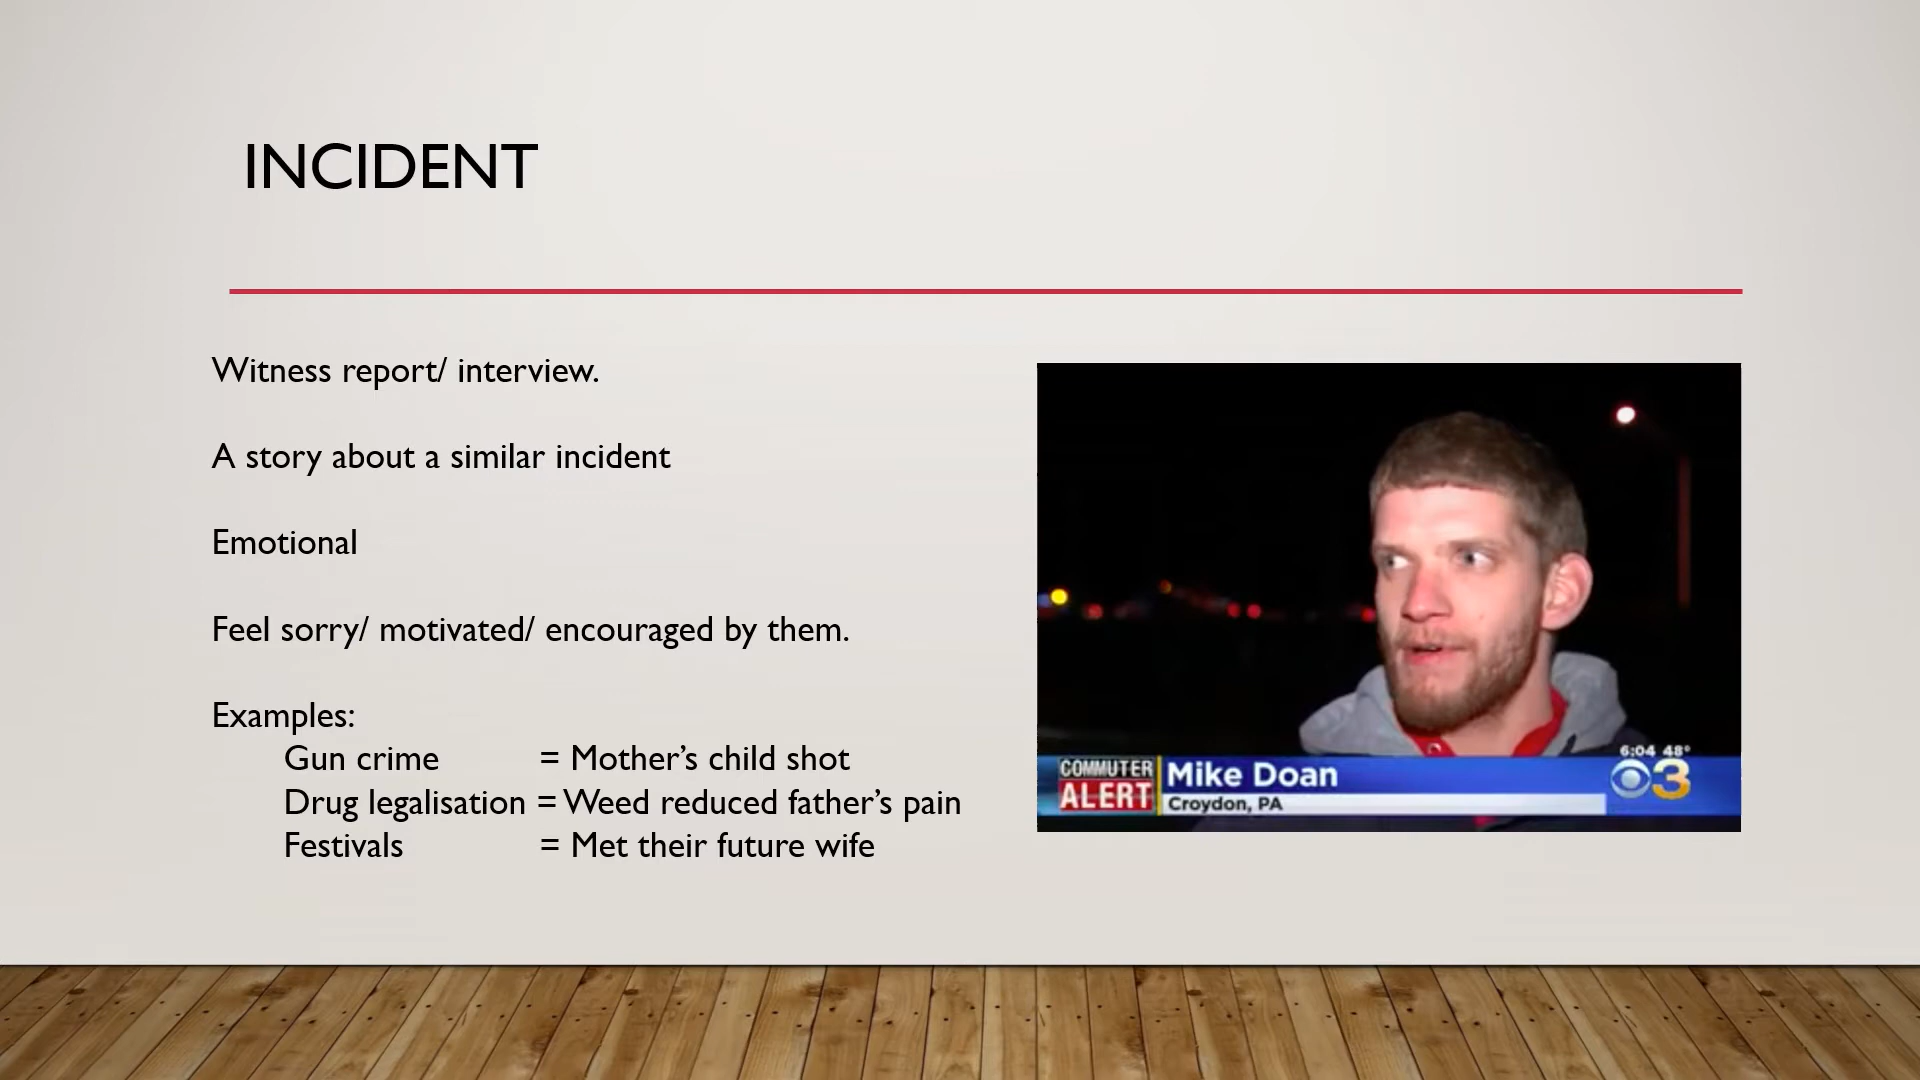 INCIDENT
Witness report/ interview.
A story about a similar incident
Emotional
Feel sorry/ motivated/ encouraged by them.
Examples:
Gun crime = Mother’s child shot
Drug legalisation = Weed reduced father’s pain
Festivals = Met their future wife
6:04 48°
COMMUTER
ALERT
Mike Doan
Croydon, PA
3